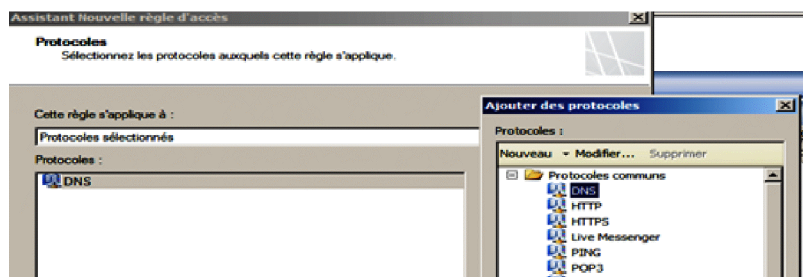 Assistant Nouvelle règle d'accès
Protocoles
Sélectionnez les protocoles auxquels cette règle s'applique.
Cette règle s'applique à :
Protocoles sélectionnés
Protocoles :
DNS
Ajouter des protocoles
Protocoles :
Nouveau Modifier... Supprimer
Protocoles communs
DNS
HTTP
HTTPS
Live Messenger
PING
POP3